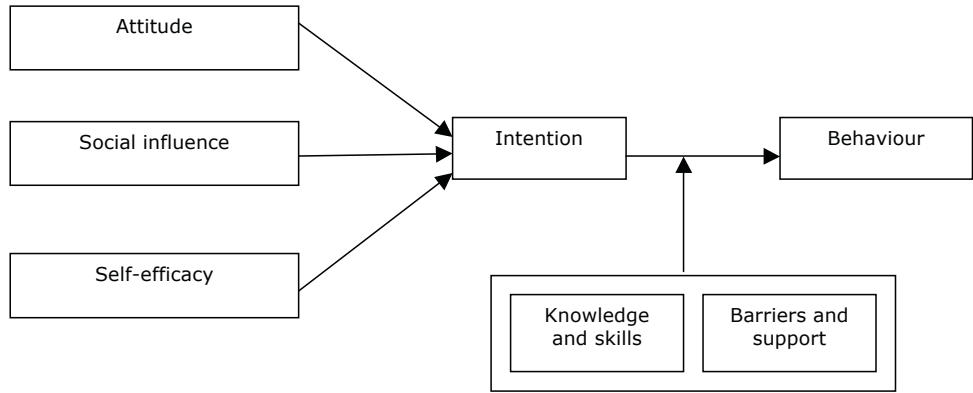 Attitude
Social influence
Self-efficacy
Intention
Behaviour
Knowledge
and skills
Barriers and
support